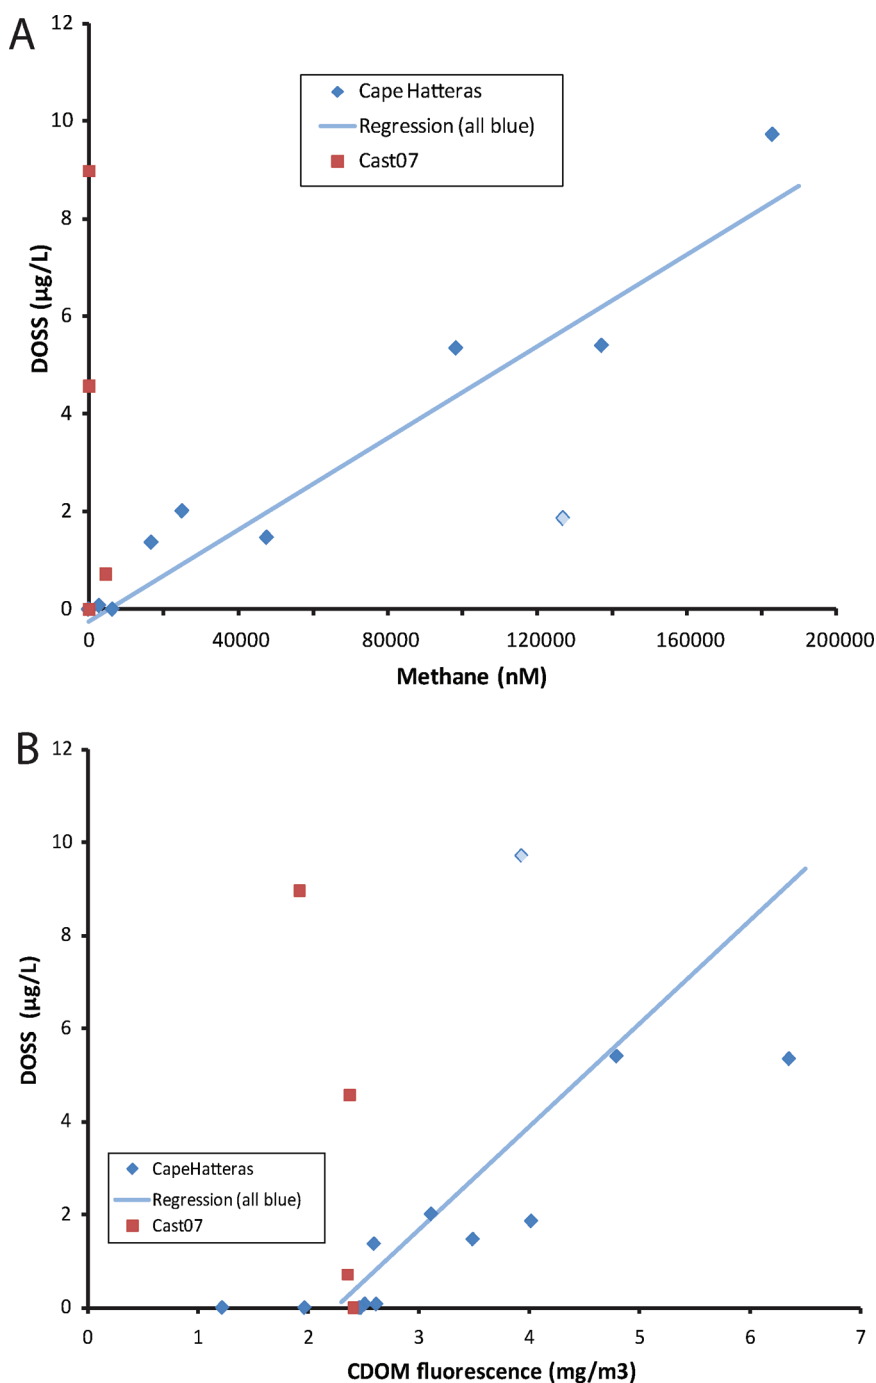 A
12
10
8
6
4
2
0
DOSS (µg/L)
Cape Hatteras
Regression (all blue)
Cast07
0 40000 80000 120000 160000 200000
Methane (nM)
B
12
10
8
6
4
2
0
DOSS (µg/L)
CapeHatteras
Regression (all blue)
Cast07
0 1 2 3 4 5 6 7
CDOM fluorescence (mg/m3)